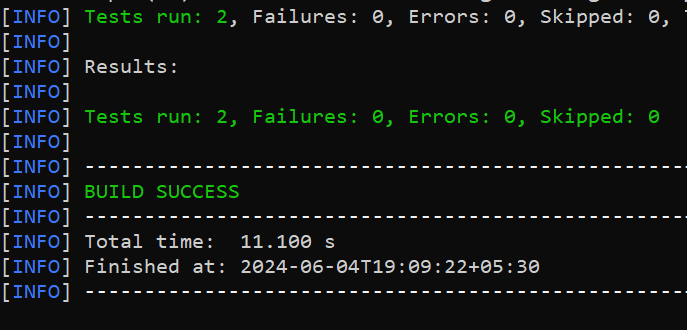 [INFO] Tests run: 2, Failures: 0, Errors: 0, Skipped: 0,
[INFO]
[INFO] Results:
[INFO]
[INFO] Tests run: 2, Failures: 0, Errors: 0, Skipped: 0
[INFO]
[INFO] --------------------------------------------------
[INFO] BUILD SUCCESS
[INFO] --------------------------------------------------
[INFO] Total time:  11.100 s
[INFO] Finished at: 2024-06-04T19:09:22+05:30
[INFO] --------------------------------------------------